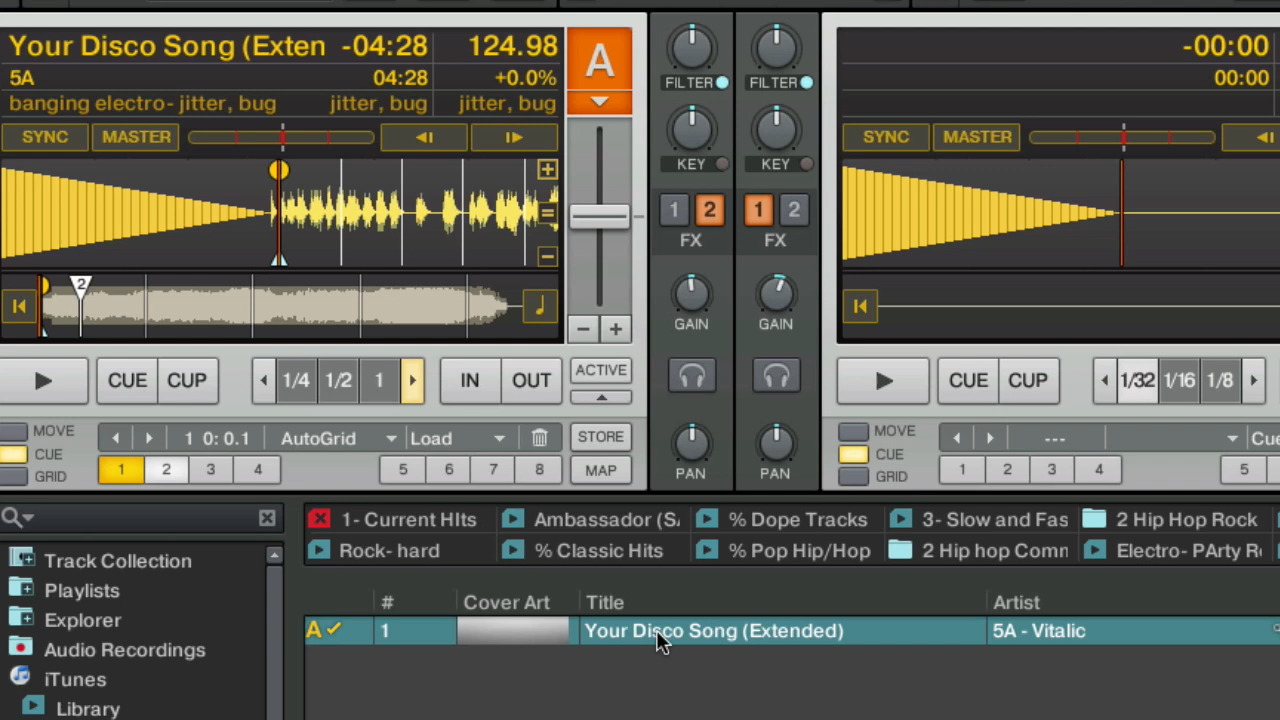 Your Disco Song (Exten -04:28 124.98
A
-00:00
5A 04:28 +0.0%
00:00
banging electro- jitter, bug jitter, bug jitter, bug
FILTER FILTER
SYNC MASTER
SYNC MASTER
KEY KEY
1 2 1 2
FX FX
2
GAIN GAIN
CUE CUP 1/4 1/2 1 IN OUT ACTIVE
CUE CUP 1/32 1/16 1/8
MOVE 1 0: 0.1 AutoGrid Load STORE
MOVE ---
CUE
CUE
GRID 1 2 3 4 5 6 7 8 MAP
PAN PAN
GRID 1 2 3 4 5
1- Current HIts % Dope Tracks 3- Slow and Fas 2 Hip Hop Rock
Rock- hard % Classic Hits % Pop Hip/Hop 2 Hip hop Electro- PArty
Track Collection
Playlists
Explorer
Audio Recordings
iTunes
Library
# Cover Art Title Artist
A 1 Your Disco Song (Extended) 5A - Vitalic